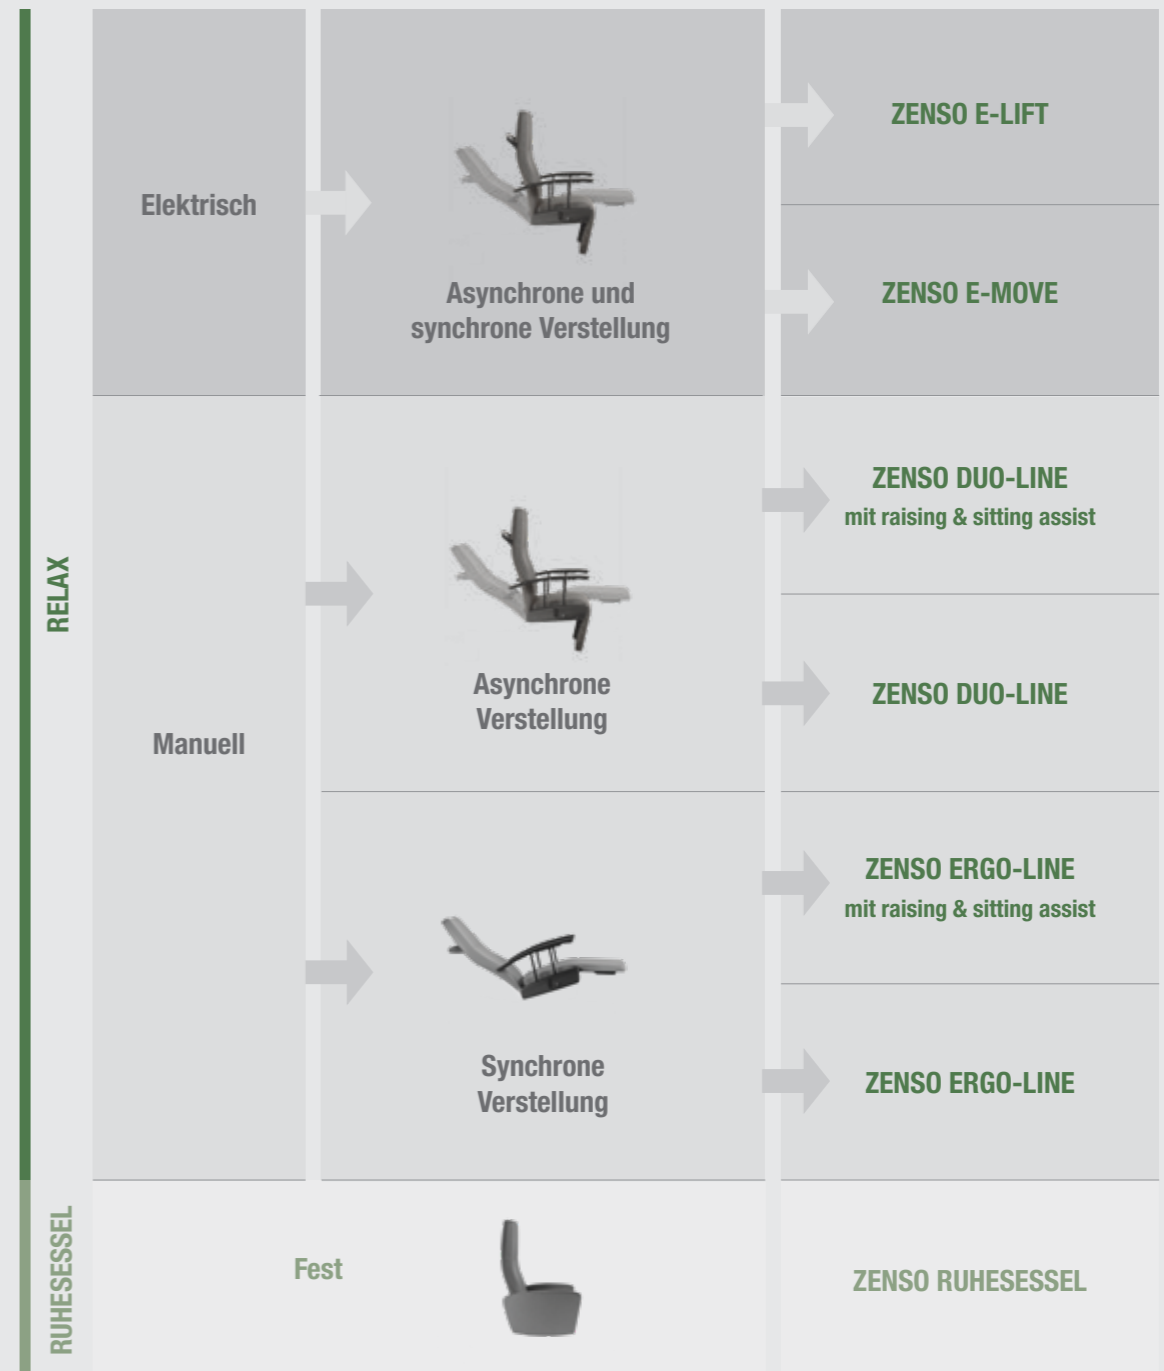 RELAX
Elektrisch
Asynchrone und
synchrone Verstellung
ZENSO E-LIFT
ZENSO E-MOVE
Manuell
Asynchrone
Verstellung
ZENSO DUO-LINE
mit raising & sitting assist
ZENSO DUO-LINE
Synchrone
Verstellung
ZENSO ERGO-LINE
mit raising & sitting assist
ZENSO ERGO-LINE
RUHESESSEL
Fest
ZENSO RUHESESSEL